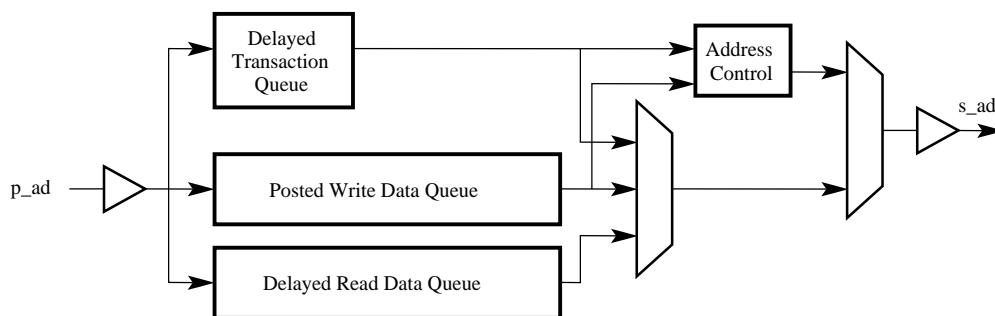 Delayed
Transaction
Queue
Address
Control
s_ad
p_ad
Posted Write Data Queue
Delayed Read Data Queue